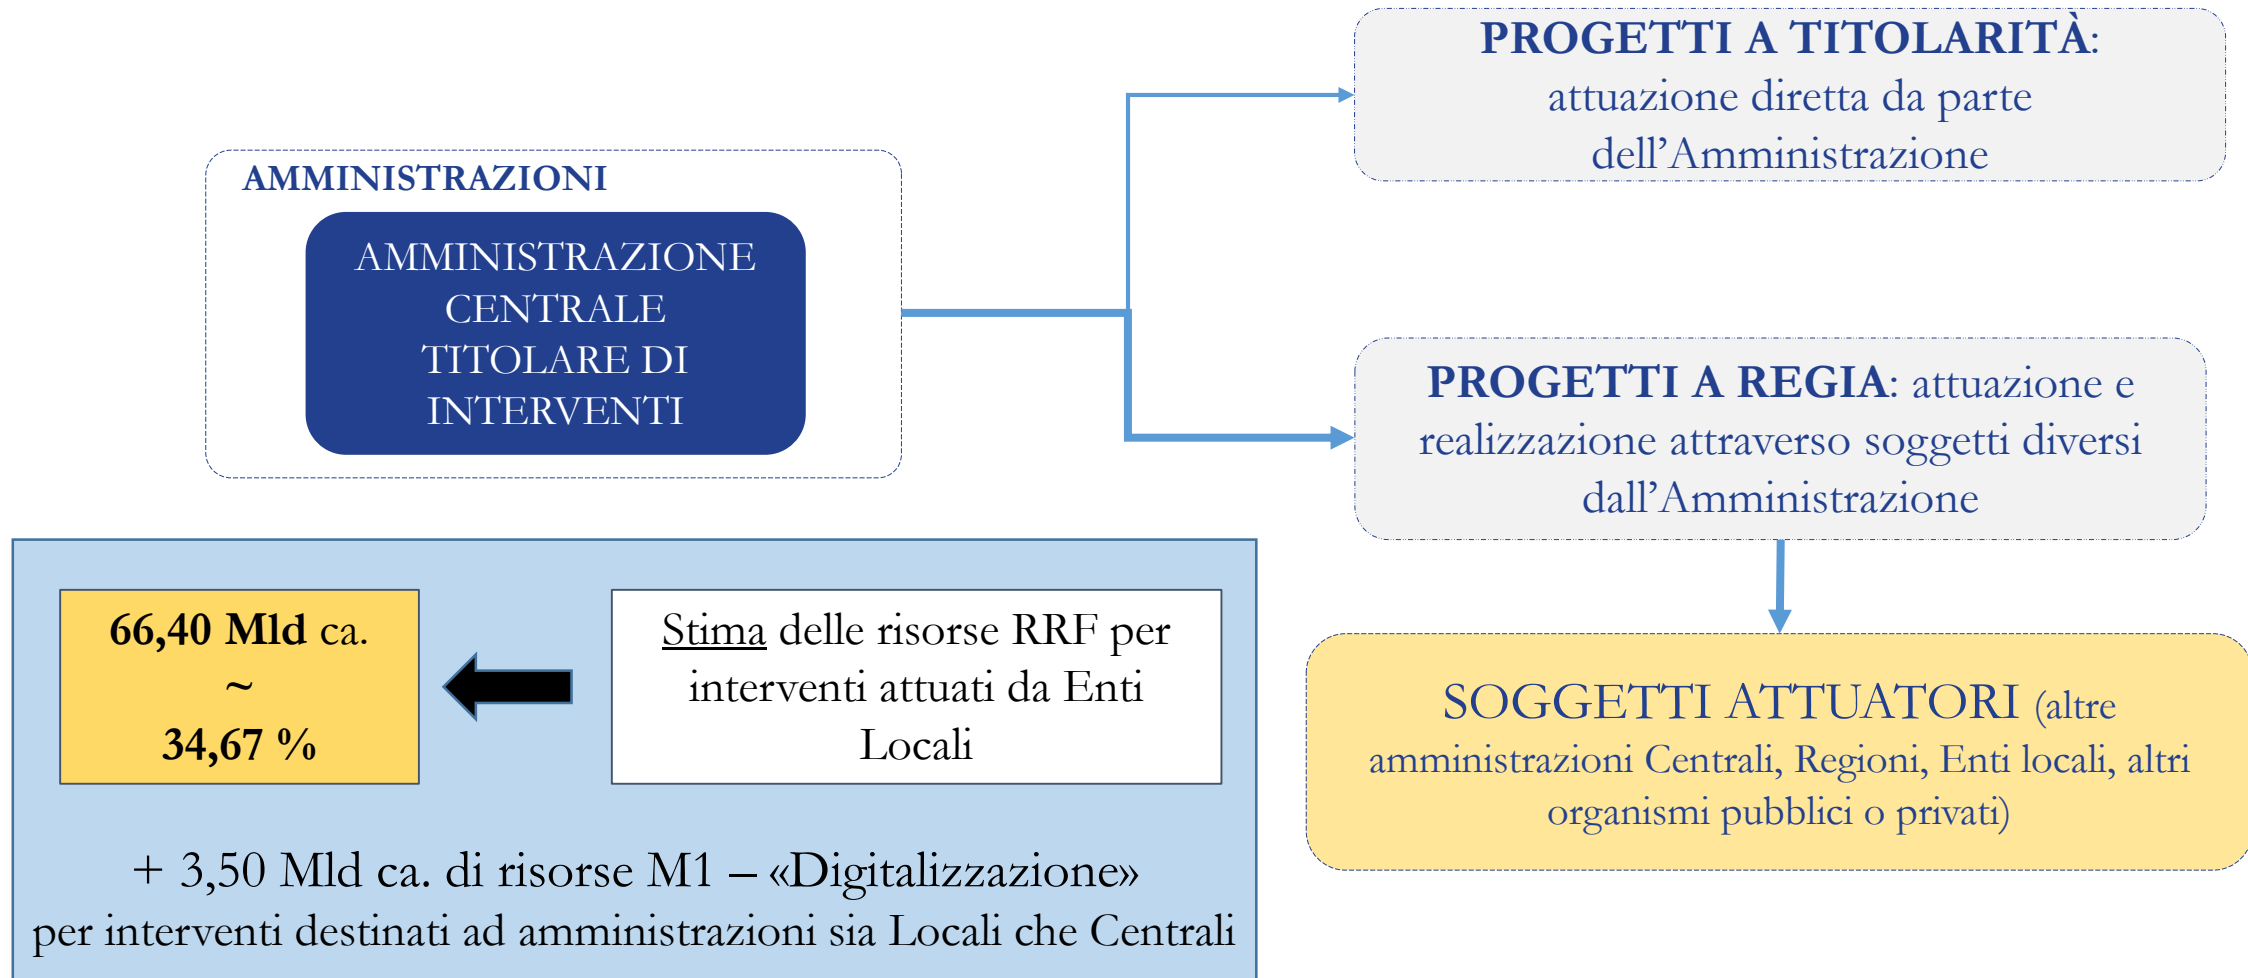 PROGETTI A TITOLARITÀ:
attuazione diretta da parte
dell’Amministrazione
AMMINISTRAZIONI
AMMINISTRAZIONE
CENTRALE
TITOLARE DI
INTERVENTI
PROGETTI A REGIA: attuazione e
realizzazione attraverso soggetti diversi
dall’Amministrazione
66,40 Mld ca.
~
34,67 %
Stima delle risorse RRF per
interventi attuati da Enti
Locali
+ 3,50 Mld ca. di risorse M1 – «Digitalizzazione»
per interventi destinati ad amministrazioni sia Locali che Centrali
SOGGETTI ATTUATORI (altre
amministrazioni Centrali, Regioni, Enti locali, altri
organismi pubblici o privati)